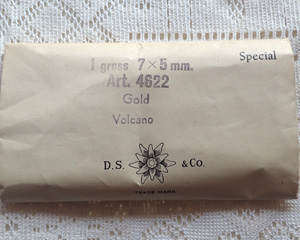 1 gross 7 x 5 mm.
Special
Art. 4622
Gold
Volcano
D.S. & Co.
TRADE MARK